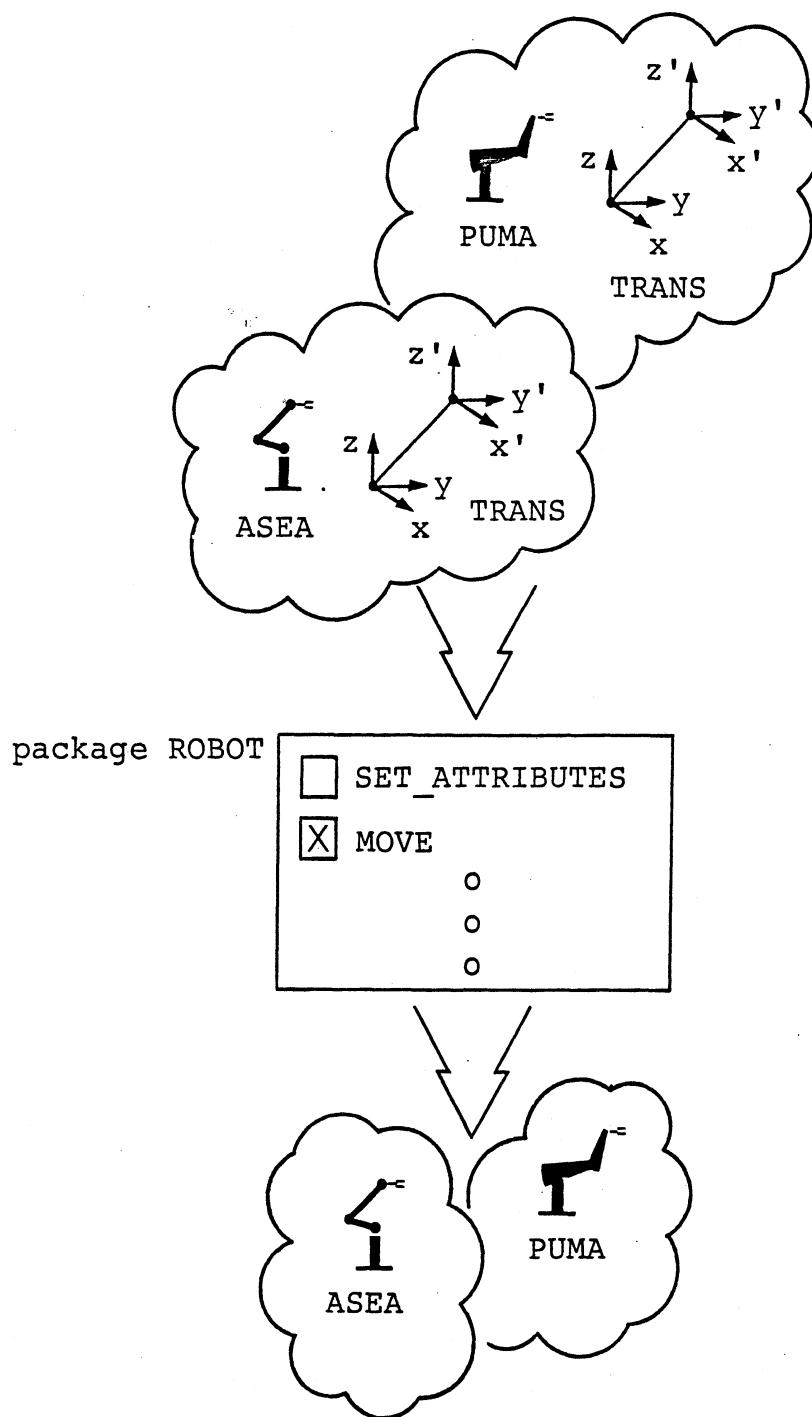 z'
y'
x'
z
y
x
PUMA
TRANS
z'
y'
x'
z
y
x
ASEA
TRANS
package ROBOT
SET_ATTRIBUTES
X MOVE
o
o
o
PUMA
ASEA